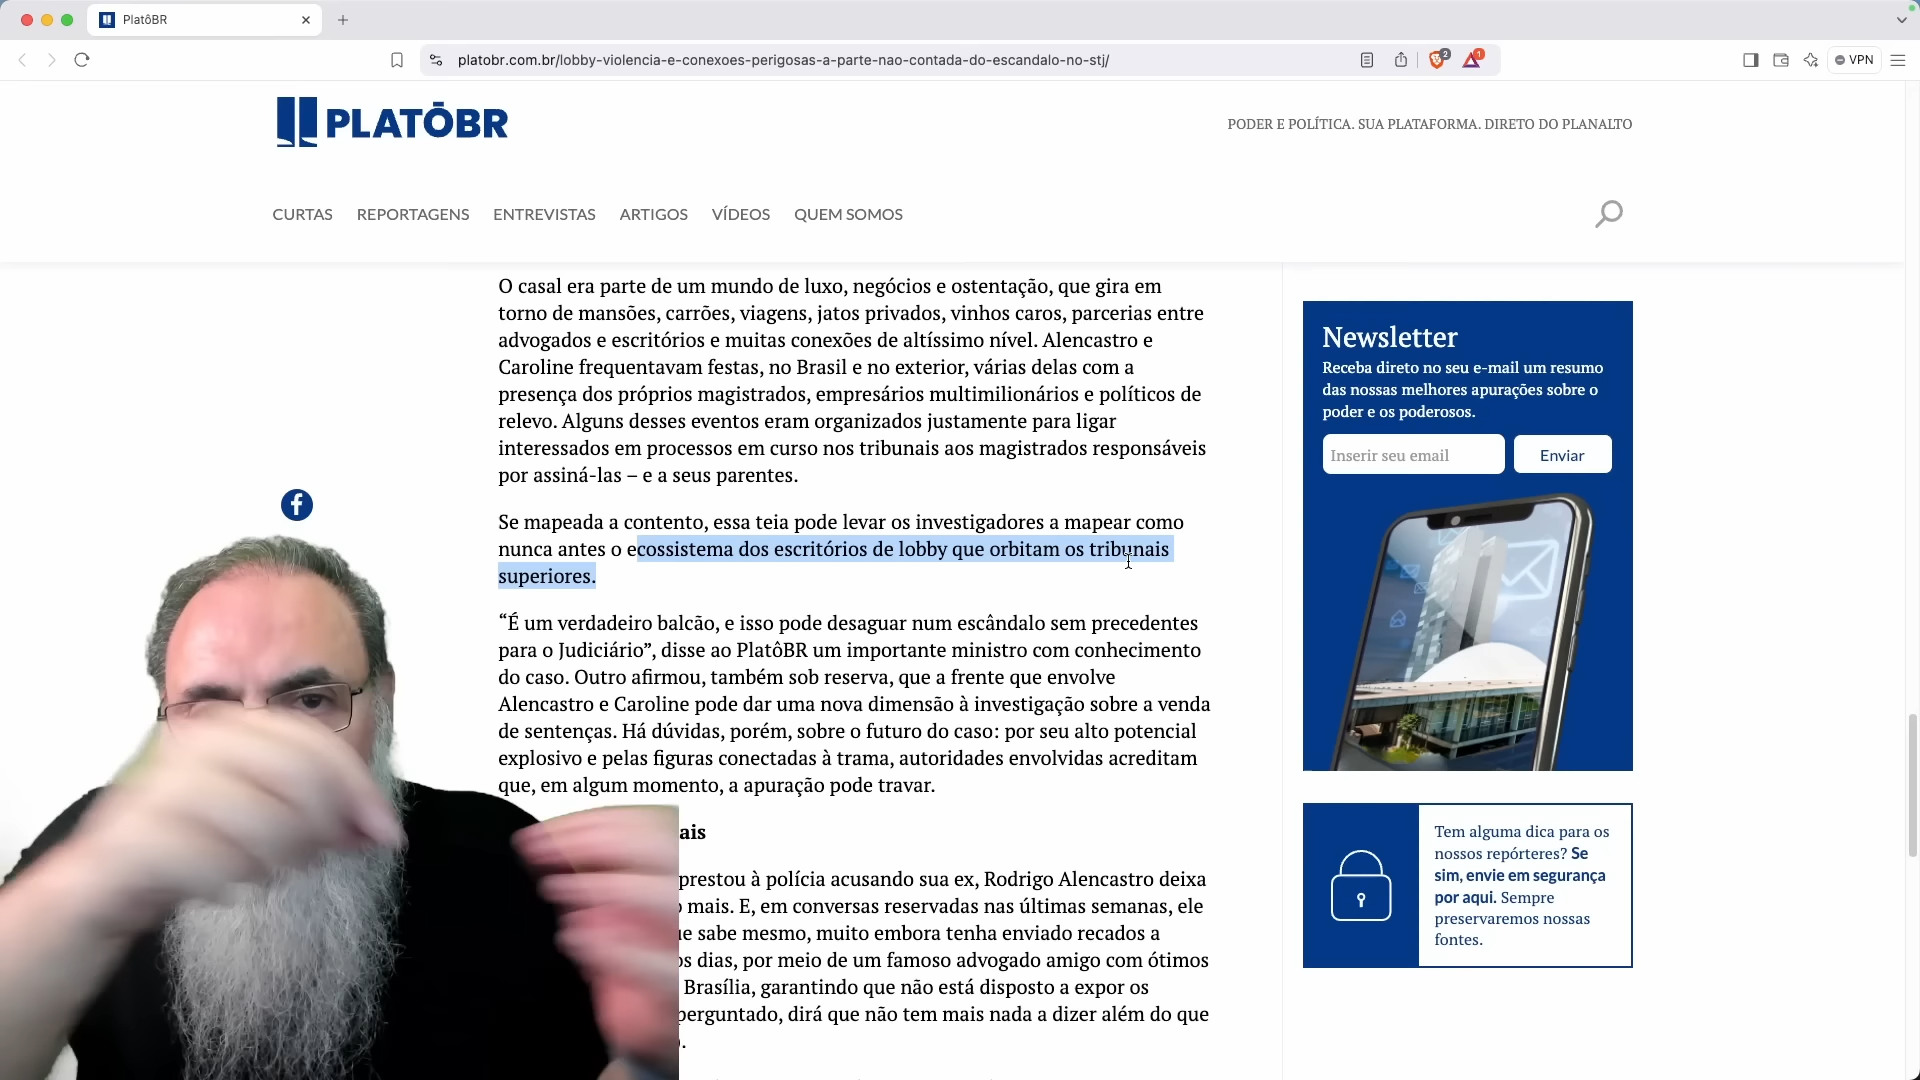 PlatôBR
platobr.com.br/lobby-violencia-e-conexoes-perigosas-a-parte-nao-contada-do-escandalo-no-stj/
2
1
VPN
PLATÔBR
PODER E POLÍTICA. SUA PLATAFORMA. DIRETO DO PLANALTO
CURTAS REPORTAGENS ENTREVISTAS ARTIGOS VÍDEOS QUEM SOMOS
O casal era parte de um mundo de luxo, negócios e ostentação, que gira em
torno de mansões, carrões, viagens, jatos privados, vinhos caros, parcerias entre
advogados e escritórios e muitas conexões de altíssimo nível. Alencastro e
Caroline frequentavam festas, no Brasil e no exterior, várias delas com a
presença dos próprios magistrados, empresários multimilionários e políticos de
relevo. Alguns desses eventos eram organizados justamente para ligar
interessados em processos em curso nos tribunais aos magistrados responsáveis
por assiná-las – e a seus parentes.
Se mapeada a contento, essa teia pode levar os investigadores a mapear como
nunca antes o ecossistema dos escritórios de lobby que orbitam os tribunais
superiores.
“É um verdadeiro balcão, e isso pode desaguar num escândalo sem precedentes
para o Judiciário”, disse ao PlatôBR um importante ministro com conhecimento
do caso. Outro afirmou, também sob reserva, que a frente que envolve
Alencastro e Caroline pode dar uma nova dimensão à investigação sobre a venda
de sentenças. Há dúvidas, porém, sobre o futuro do caso: por seu alto potencial
explosivo e pelas figuras conectadas à trama, autoridades envolvidas acreditam
que, em algum momento, a apuração pode travar.
ais
prestou à polícia acusando sua ex, Rodrigo Alencastro deixa
mais. E, em conversas reservadas nas últimas semanas, ele
ue sabe mesmo, muito embora tenha enviado recados a
os dias, por meio de um famoso advogado amigo com ótimos
Brasília, garantindo que não está disposto a expor os
perguntado, dirá que não tem mais nada a dizer além do que
Newsletter
Receba direto no seu e-mail um resumo
das nossas melhores apurações sobre o
poder e os poderosos.
Inserir seu email
Enviar
Tem alguma dica para os
nossos repórteres? Se
sim, envie em segurança
por aqui. Sempre
preservaremos nossas
fontes.